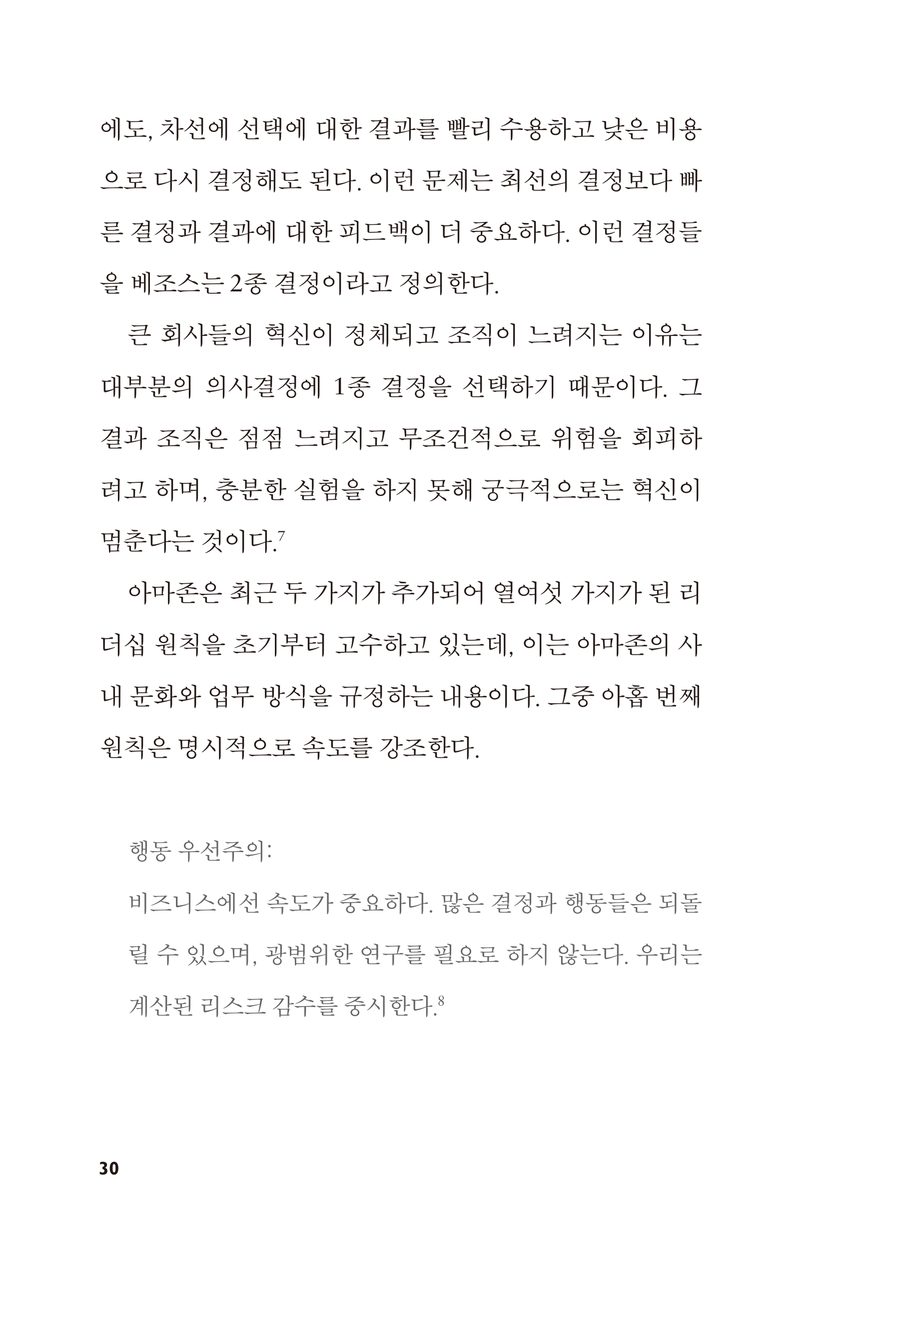 에도, 차선에 선택에 대한 결과를 빨리 수용하고 낮은 비용
으로 다시 결정해도 된다. 이런 문제는 최선의 결정보다 빠
른 결정과 결과에 대한 피드백이 더 중요하다. 이런 결정들
을 베조스는 2종 결정이라고 정의한다.
큰 회사들의 혁신이 정체되고 조직이 느려지는 이유는
대부분의 의사결정에 1종 결정을 선택하기 때문이다. 그
결과 조직은 점점 느려지고 무조건적으로 위험을 회피하
려고 하며, 충분한 실험을 하지 못해 궁극적으로는 혁신이
멈춘다는 것이다.7
아마존은 최근 두 가지가 추가되어 열여섯 가지가 된 리
더십 원칙을 초기부터 고수하고 있는데, 이는 아마존의 사
내 문화와 업무 방식을 규정하는 내용이다. 그중 아홉 번째
원칙은 명시적으로 속도를 강조한다.
행동 우선주의:
비즈니스에선 속도가 중요하다. 많은 결정과 행동들은 되돌
릴 수 있으며, 광범위한 연구를 필요로 하지 않는다. 우리는
계산된 리스크 감수를 중시한다.8
30